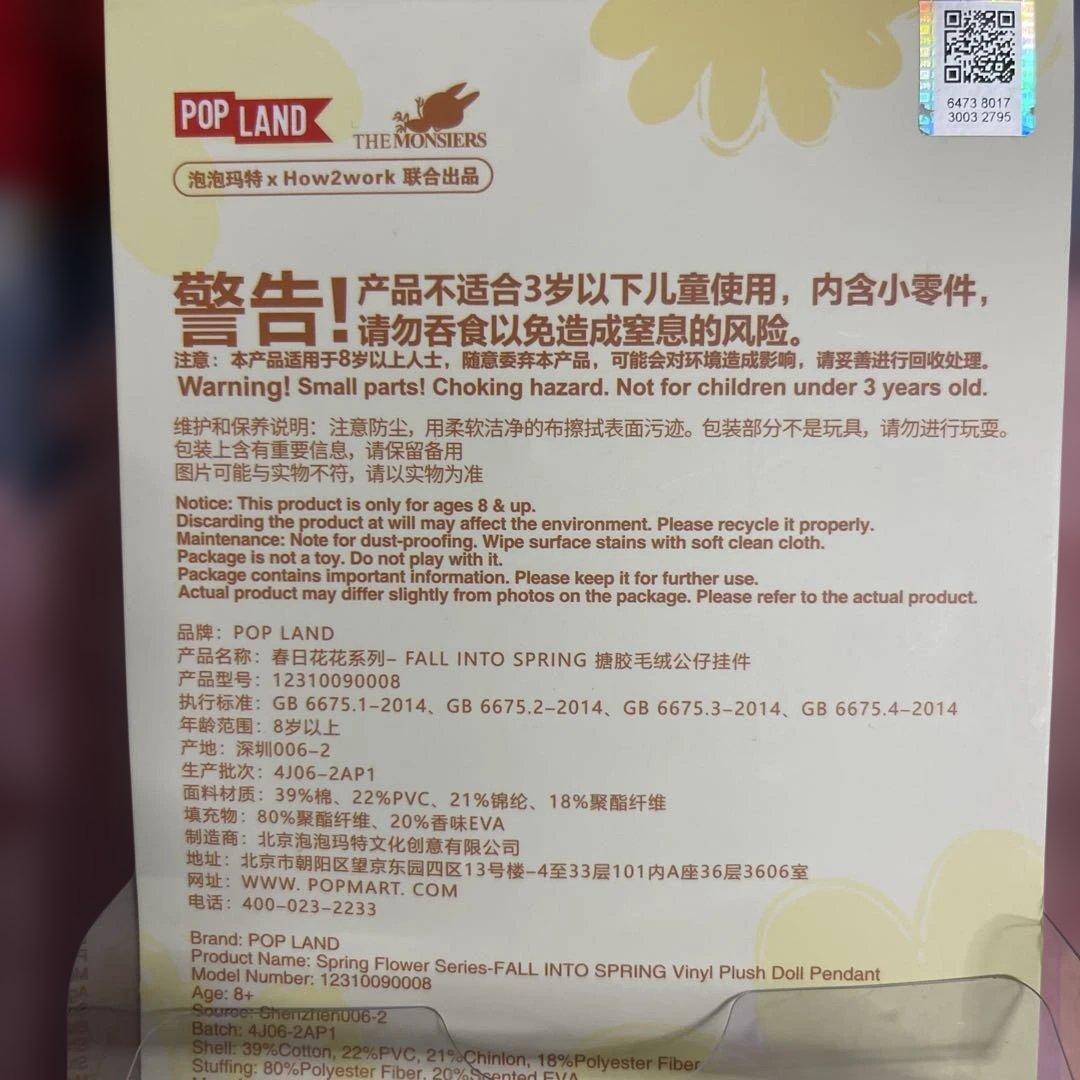 POP LAND
THE MONSTERS
泡泡玛特 x How2work 联合出品
6473 8017
3003 2795
警告!
产品不适合3岁以下儿童使用，内含小零件，
请勿吞食以免造成窒息的风险。
注意：本产品适用于8岁以上人士，随意委弃本产品，可能会对环境造成影响，请妥善进行回收处理。
Warning! Small parts! Choking hazard. Not for children under 3 years old.
维护和保养说明：注意防尘，用柔软洁净的布擦拭表面污迹。包装部分不是玩具，请勿进行玩耍。
包装上含有重要信息，请保留备用
图片可能与实物不符，请以实物为准
Notice: This product is only for ages 8 & up.
Discarding the product at will may affect the environment. Please recycle it properly.
Maintenance: Note for dust-proofing. Wipe surface stains with soft clean cloth.
Package is not a toy. Do not play with it.
Package contains important information. Please keep it for further use.
Actual product may differ slightly from photos on the package. Please refer to the actual product.
品牌：POP LAND
产品名称：春日花花系列- FALL INTO SPRING 搪胶毛绒公仔挂件
产品型号：12310090008
执行标准：GB 6675.1-2014、GB 6675.2-2014、GB 6675.3-2014、GB 6675.4-2014
年龄范围：8岁以上
产地：深圳006-2
生产批次：4J06-2AP1
面料材质：39%棉、22%PVC、21%锦纶、18%聚酯纤维
填充物：80%聚酯纤维、20%香味EVA
制造商：北京泡泡玛特文化创意有限公司
地址：北京市朝阳区望京东园四区13号楼-4至33层101内A座36层3606室
网址：WWW. POPMART. COM
电话：400-023-2233
Brand: POP LAND
Product Name: Spring Flower Series-FALL INTO SPRING Vinyl Plush Doll Pendant
Model Number: 12310090008
Age: 8+
Source: Shenzhen006-2
Batch: 4J06-2AP1
Shell: 39%Cotton, 22%PVC, 21%Chinlon, 18%Polyester Fiber
Stuffing: 80%Polyester Fiber, 20%Scented EVA